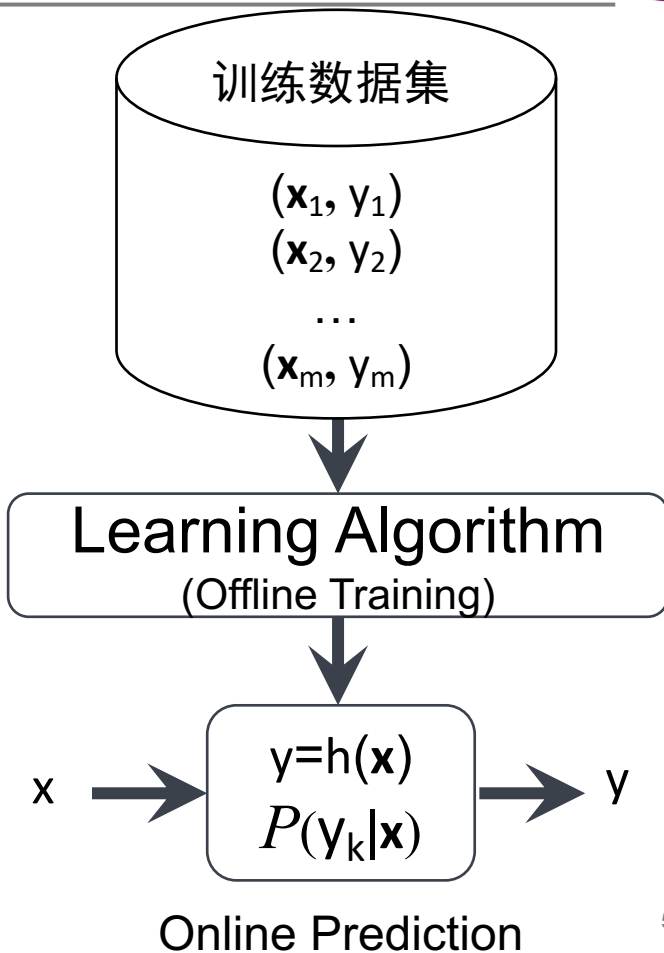 训练数据集
(x₁, y₁)
(x₂, y₂)
…
(xₘ, yₘ)
Learning Algorithm
(Offline Training)
y=h(x)
x
y
P(yₖ|x)
Online Prediction